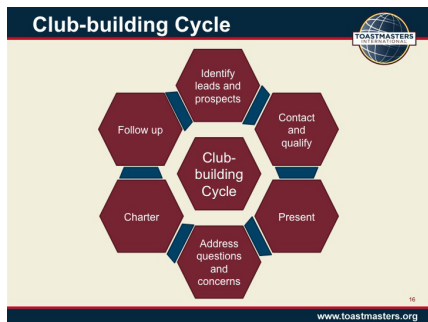 Club-building Cycle
TOASTMASTERS
INTERNATIONAL
Identify
leads and
prospects
Contact
and
qualify
Present
Address
questions
and
concerns
Charter
Follow up
Club-
building
Cycle
16
www.toastmasters.org